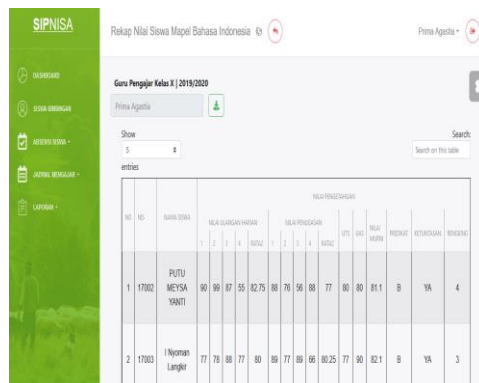 SIPNISA
Rekap Nilai Siswa Mapel Bahasa Indonesia
Prima Agastia
DASHBOARD
SISWA BIMBINGAN
ABSENSI SISWA
JADWAL MENGAJAR
LAPORAN
Guru Pengajar Kelas X | 2019/2020
Prima Agastia
Show
5
entries
Search:
Search on this table
NILAI PENGETAHUAN
NO NIS NAMA SISWA NILAI ULANGAN HARIAN NILAI PENUGASAN UTS UAS NILAI MURNI PREDIKAT KETUNTASAN RENGKING
1 2 3 4 RATA2 1 2 3 4 RATA2
1 17002 PUTU MEYSA YANTI 90 99 87 55 82.75 88 76 56 88 77 80 80 81.1 B YA 4
2 17003 I Nyoman Langkir 77 78 88 77 80 89 77 89 66 80.25 77 90 82.1 B YA 3